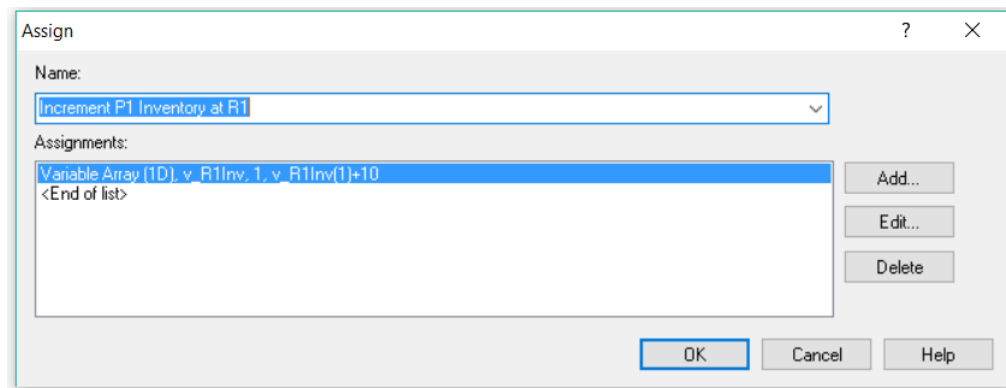 Assign
?
Name:
Increment P1 Inventory at R1
Assignments:
Variable Array (1D), v_R1Inv, 1, v_R1Inv(1)+10
<End of list>
Add...
Edit...
Delete
OK
Cancel
Help